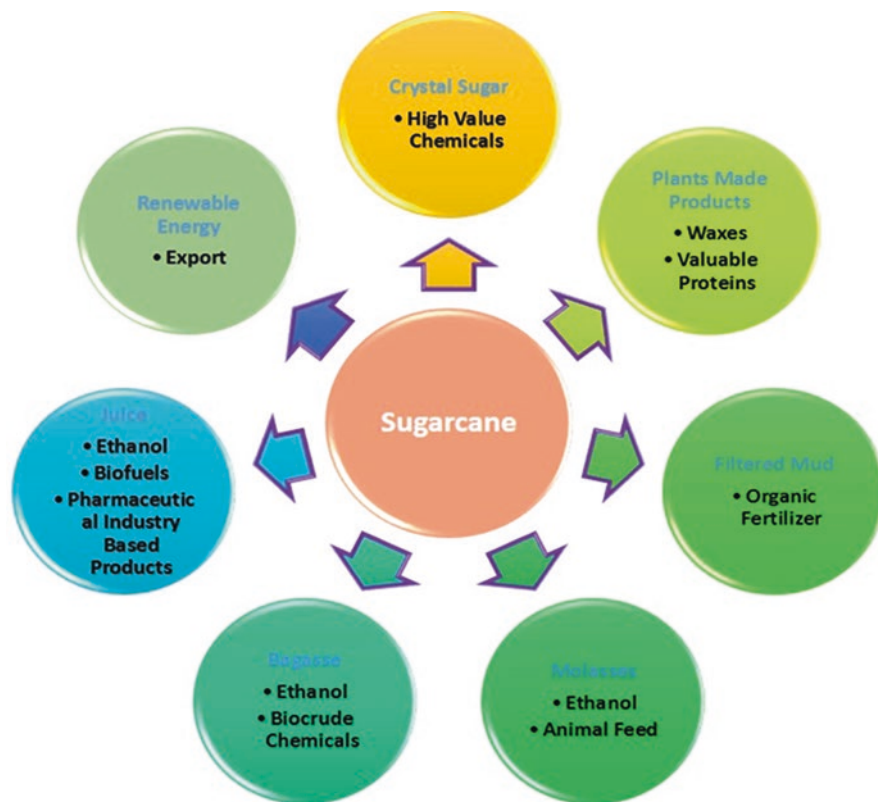 Crystal Sugar
• High Value
Chemicals
Plants Made
Products
• Waxes
• Valuable
Proteins
Filtered Mud
• Organic
Fertilizer
Molasses
• Ethanol
• Animal Feed
Bagasse
• Ethanol
• Biocrude
Chemicals
Juice
• Ethanol
• Biofuels
• Pharmaceutic
al Industry
Based
Products
Renewable
Energy
• Export
Sugarcane